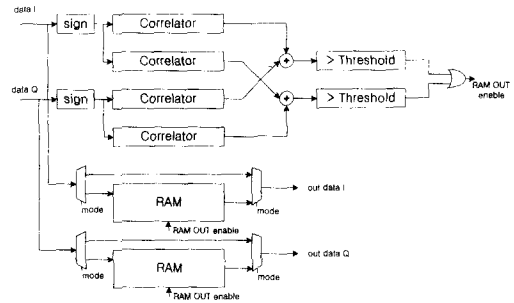 data I
sign
Correlator
Correlator
> Threshold
data Q
sign
Correlator
> Threshold
RAM OUT
enable
Correlator
mode
RAM
mode
out data I
RAM OUT enable
mode
RAM
mode
out data Q
RAM OUT enable